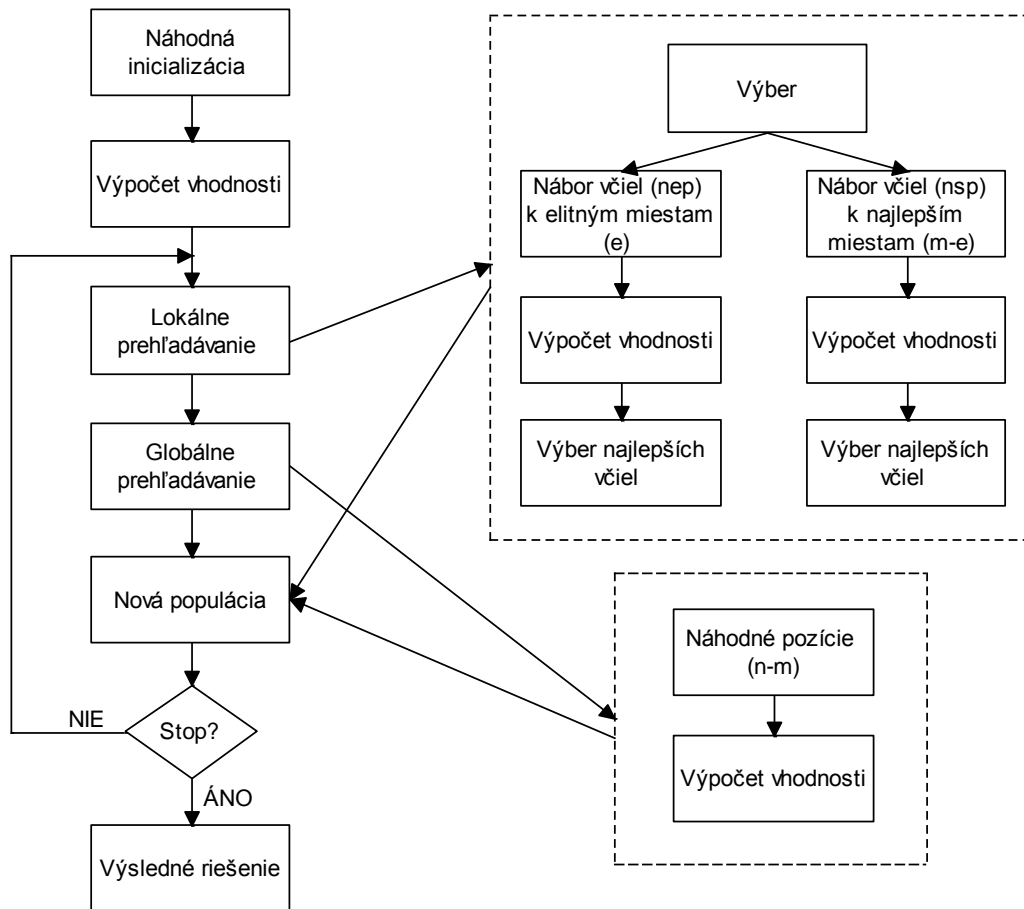 Náhodná
inicializácia
Výpočet vhodnosti
Lokálne
prehľadávanie
Globálne
prehľadávanie
Nová populácia
NIE
Stop?
ÁNO
Výsledné riešenie
Výber
Nábor včiel (nep)
k elitným miestam
(e)
Nábor včiel (nsp)
k najlepším
miestam (m-e)
Výpočet vhodnosti
Výpočet vhodnosti
Výber najlepších
včiel
Výber najlepších
včiel
Náhodné pozície
(n-m)
Výpočet vhodnosti